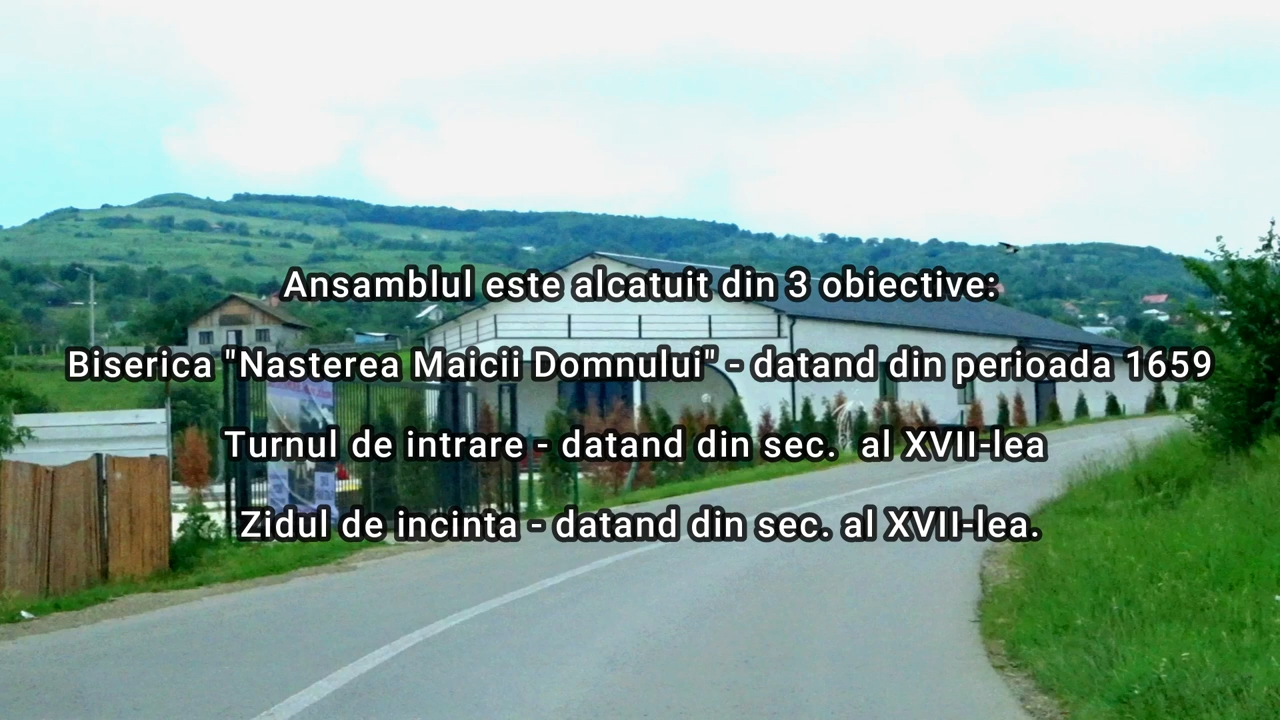 Ansamblul este alcatuit din 3 obiective:
Biserica "Nasterea Maicii Domnului" - datand din perioada 1659
Turnul de intrare - datand din sec.  al XVII-lea
Zidul de incinta - datand din sec. al XVII-lea.